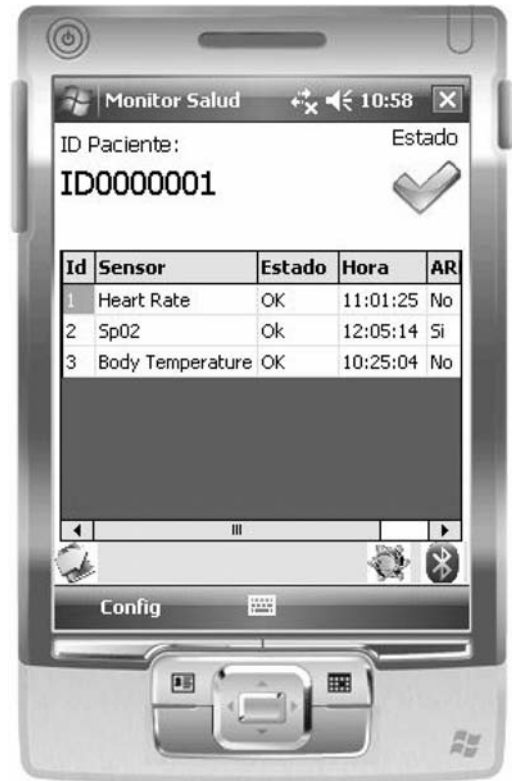 Monitor Salud 10:58
ID Paciente: Estado
ID0000001
Id Sensor Estado Hora AR
1 Heart Rate OK 11:01:25 No
2 Sp02 Ok 12:05:14 Si
3 Body Temperature OK 10:25:04 No
Config